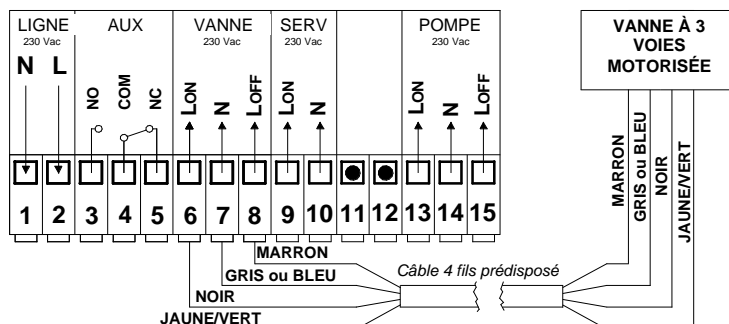 LIGNE AUX VANNE SERV POMPE
230 Vac 230 Vac 230 Vac 230 Vac
N L NO COM NC LON N LOFF LON N LON N LOFF
1 2 3 4 5 6 7 8 9 10 11 12 13 14 15
VANNE À 3
VOIES
MOTORISÉE
MARRON
GRIS ou BLEU
NOIR
JAUNE/VERT
MARRON
GRIS ou BLEU
NOIR
JAUNE/VERT
Câble 4 fils prédisposé